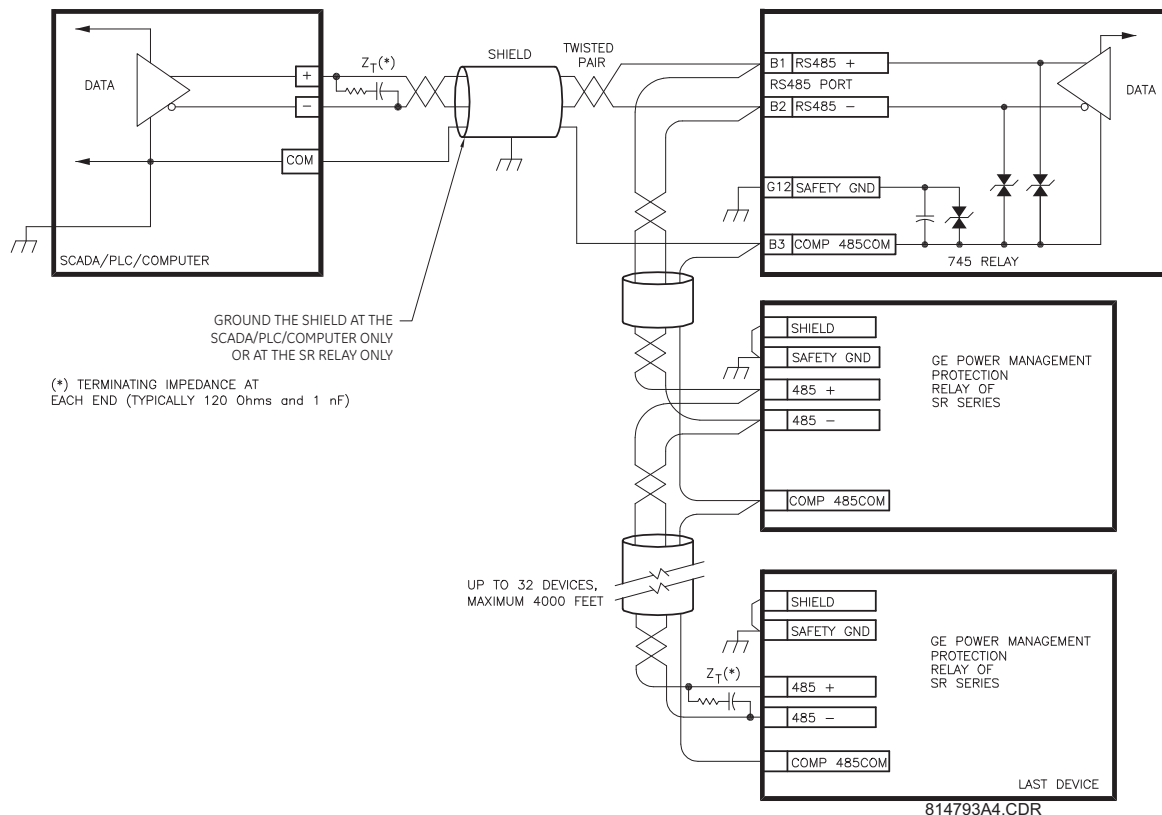 DATA
+
-
COM
SCADA/PLC/COMPUTER
Z_T(*)
SHIELD
TWISTED
PAIR
GROUND THE SHIELD AT THE
SCADA/PLC/COMPUTER ONLY
OR AT THE SR RELAY ONLY
(*) TERMINATING IMPEDANCE AT
EACH END (TYPICALLY 120 Ohms and 1 nF)
B1 RS485 +
RS485 PORT
B2 RS485 -
DATA
G12 SAFETY GND
B3 COMP 485COM
745 RELAY
SHIELD
SAFETY GND
485 +
485 -
COMP 485COM
GE POWER MANAGEMENT
PROTECTION
RELAY OF
SR SERIES
UP TO 32 DEVICES,
MAXIMUM 4000 FEET
SHIELD
SAFETY GND
Z_T(*)
485 +
485 -
COMP 485COM
GE POWER MANAGEMENT
PROTECTION
RELAY OF
SR SERIES
LAST DEVICE
814793A4.CDR